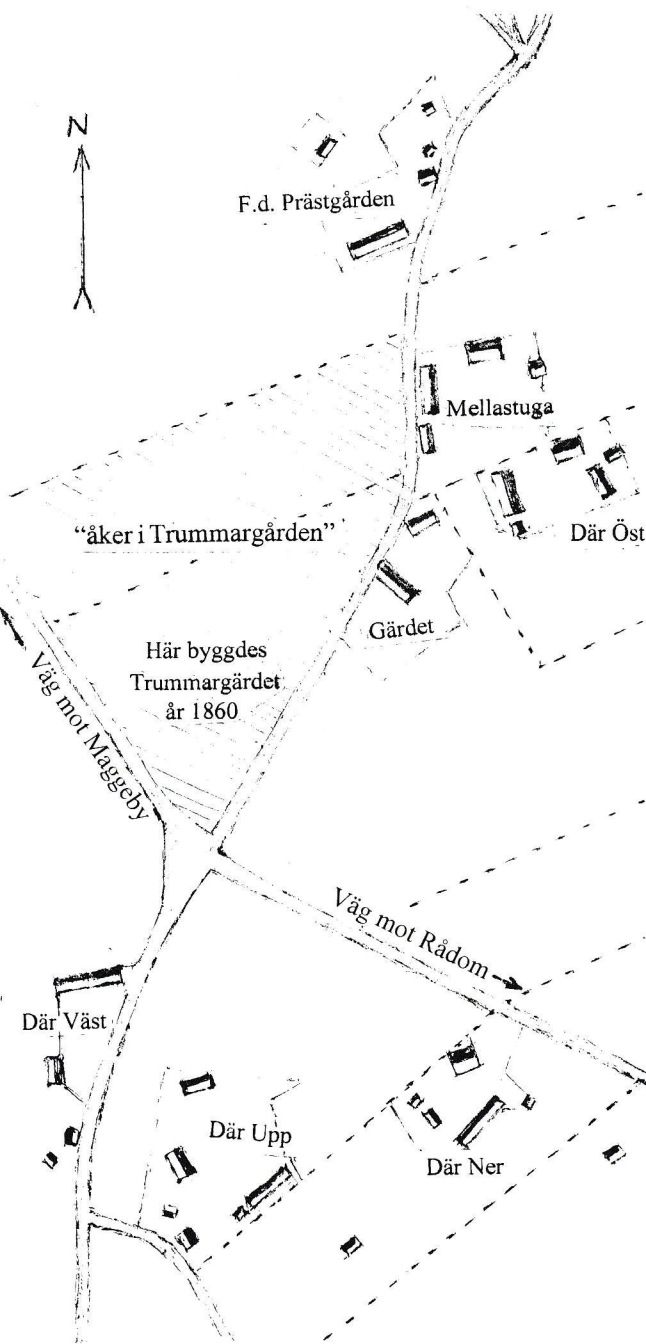 N
F.d. Prästgården
Mellastuga
"åker i Trummargården"
Där Öst
Gärdet
Här byggdes
Trummargärdet
år 1860
Väg mot Maggeby
Väg mot Rådom
Där Väst
Där Upp
Där Ner